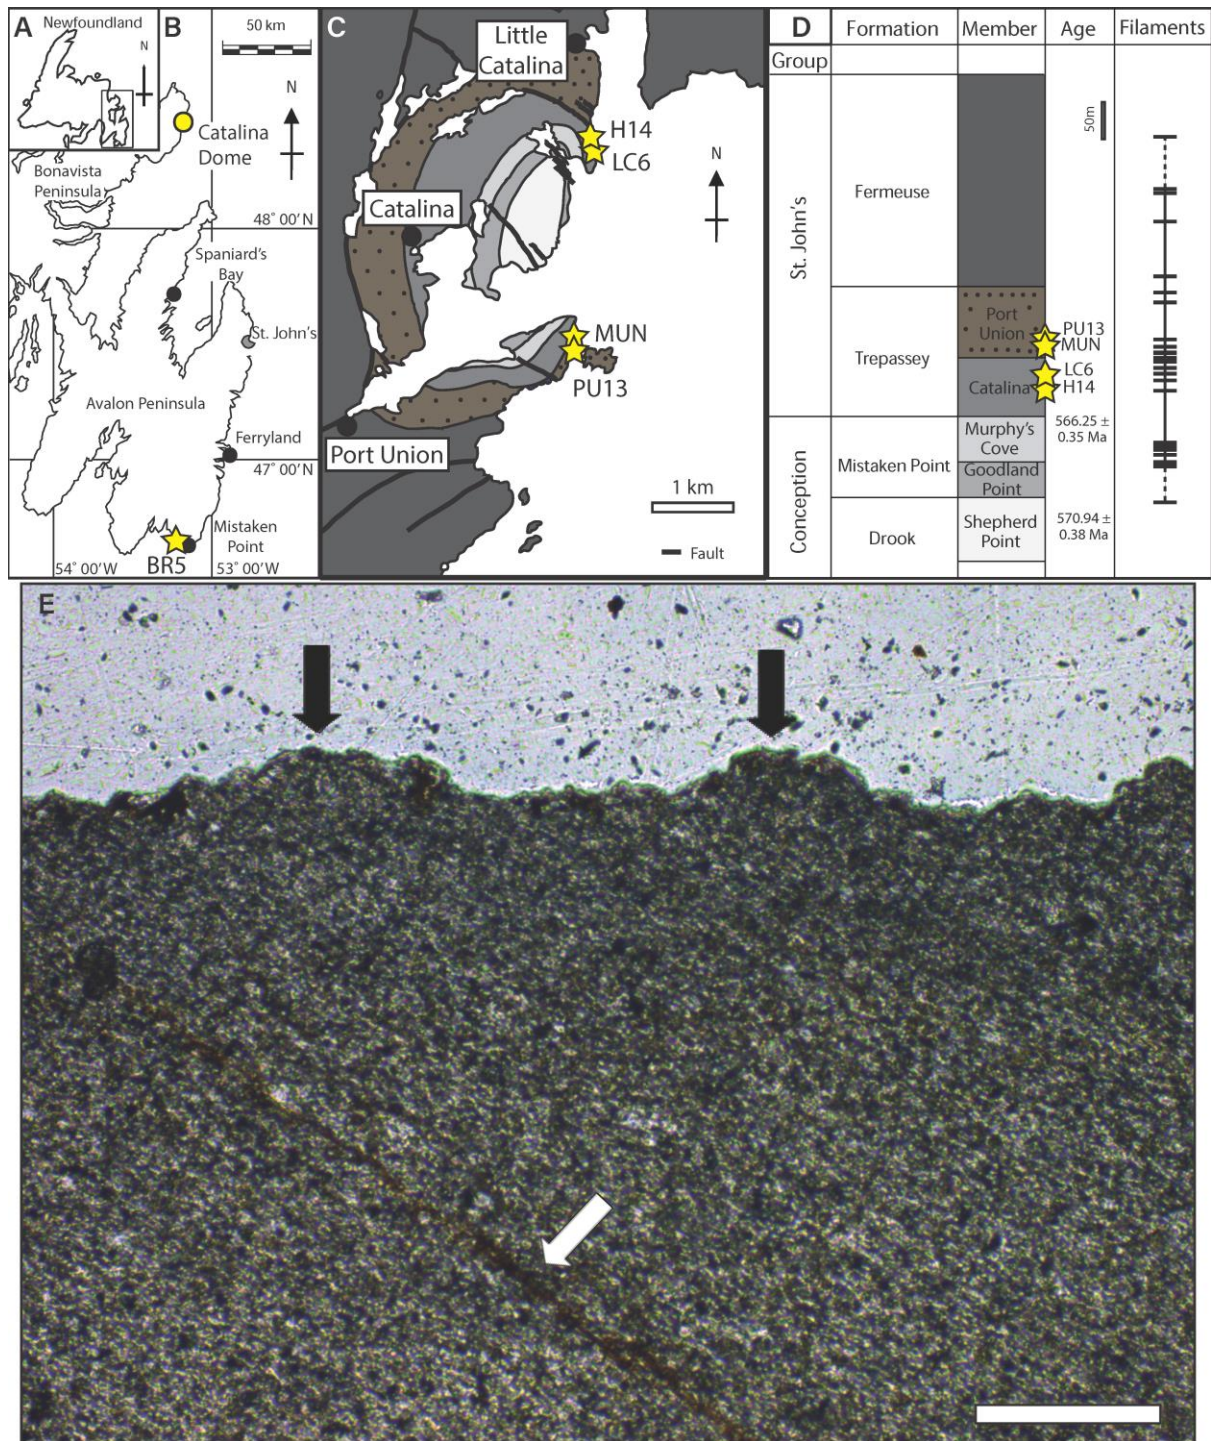 A
Newfoundland
N
B
50 km
N
Catalina
Dome
Bonavista
Peninsula
48° 00′ N
Spaniard's
Bay
St. John's
Avalon Peninsula
Ferryland
47° 00′ N
Mistaken
Point
BR5
54° 00′ W
53° 00′ W
C
Little
Catalina
H14
LC6
N
Catalina
MUN
PU13
Port Union
1 km
Fault
D
Formation
Member
Age
Filaments
Group
50m
St. John's
Fermeuse
Trepassey
Port
Union
PU13
MUN
LC6
Catalina
H14
Conception
Mistaken Point
Murphy's
Cove
566.25 ±
0.35 Ma
Goodland
Point
Drook
Shepherd
Point
570.94 ±
0.38 Ma
E